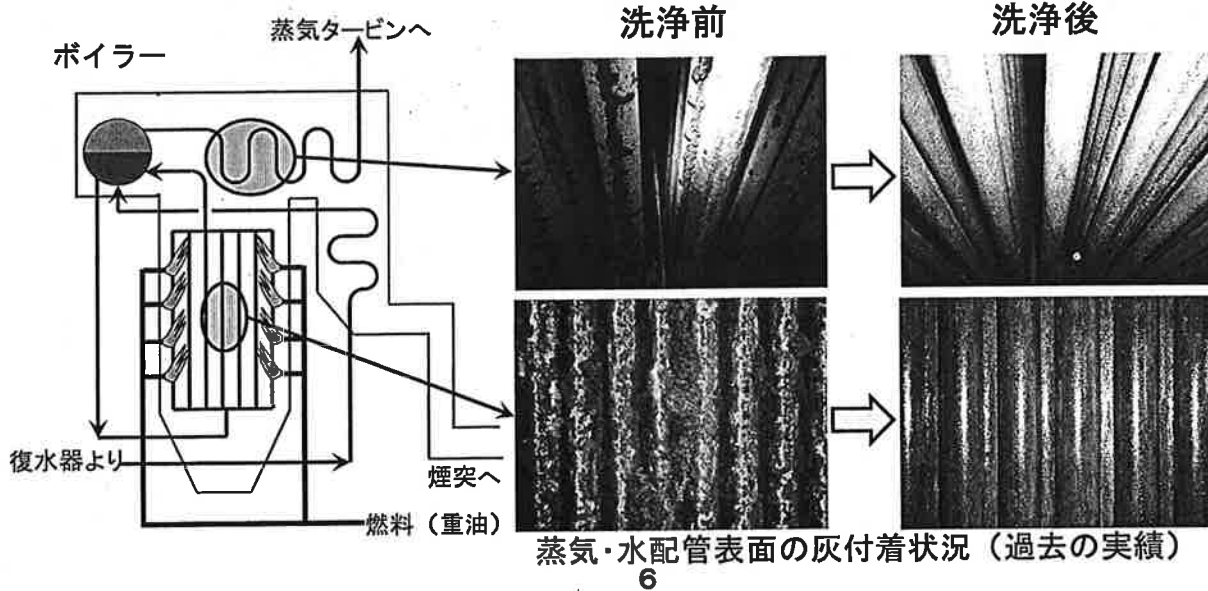 洗浄前
洗浄後
蒸気タービンへ
ボイラー
復水器より
煙突へ
燃料（重油）
蒸気・水配管表面の灰付着状況（過去の実績）
6